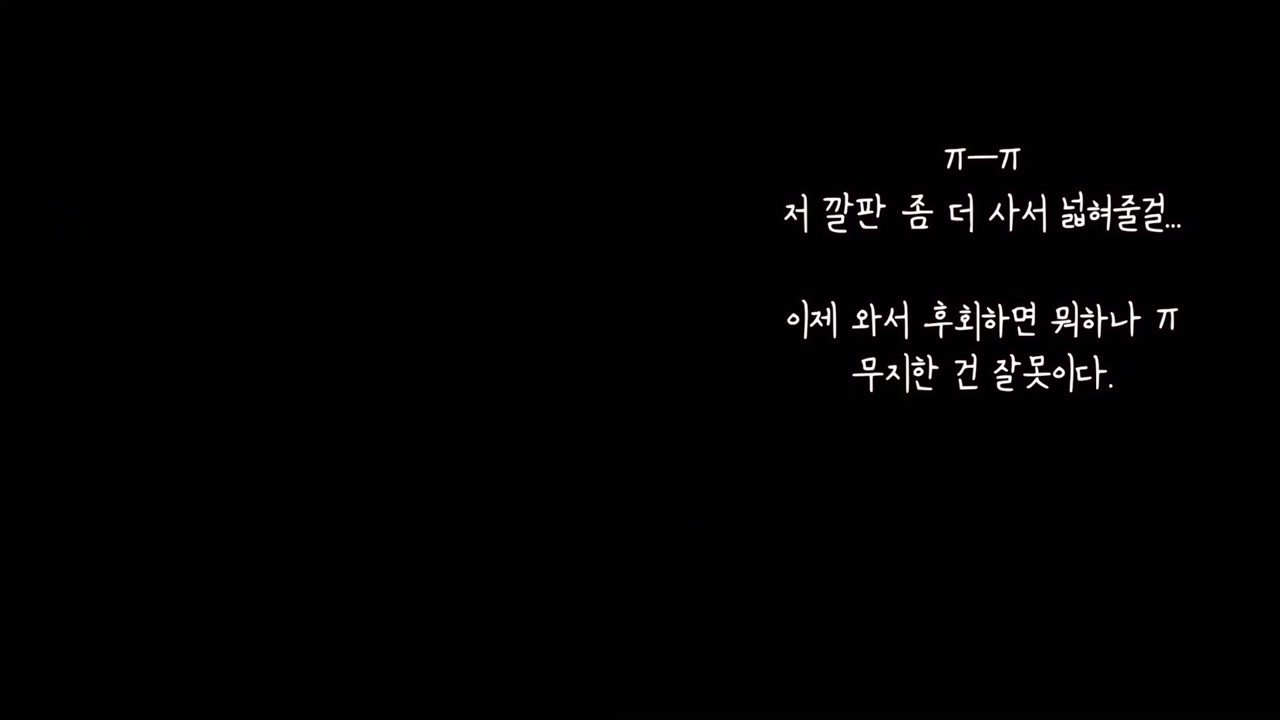 ㅠ—ㅠ
저 깔판 좀 더 사서 넓혀줄걸...
이제 와서 후회하면 뭐하나 ㅠ
무지한 건 잘못이다.